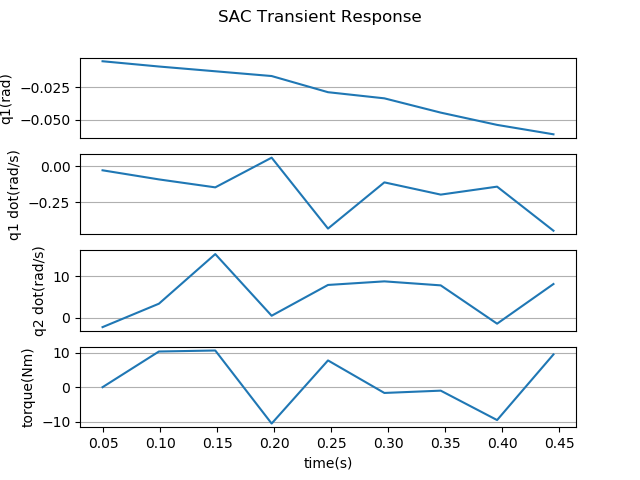 SAC Transient Response
q1(rad)
−0.025
−0.050
q1 dot(rad/s)
0.00
−0.25
q2 dot(rad/s)
10
0
torque(Nm)
10
0
−10
0.05 0.10 0.15 0.20 0.25 0.30 0.35 0.40 0.45
time(s)